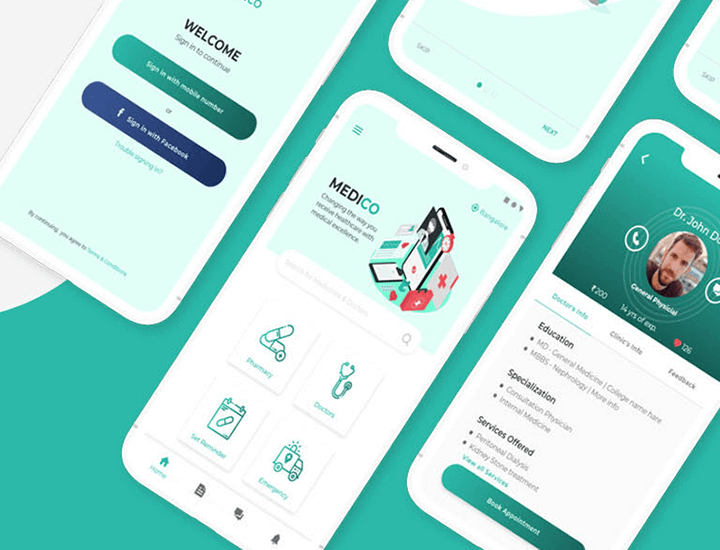 CO
WELCOME
Sign in to continue
Sign in with mobile number
or
f Sign in with Facebook
Trouble signing in?
By continuing, you agree to Terms & Conditions
SKIP
NEXT
SKIP
MEDICO
Changing the way you
receive healthcare with
medical excellence.
Bangalore
Search for Medicines & Doctors
Pharmacy
Doctors
Set Reminder
Emergency
Home
Dr. John Do
General Physicial
₹200
14 yrs of exp.
126
Doctor's Info
Clinic's Info
Feedback
Education
MD - General Medicine | College name hare
MBBS - Nephrology | More info
Specialization
Consultation Physician
Internal Medicine
Services Offered
Peritoneal Dialysis
Kidney Stone treatment
View all Services
Book Appointment